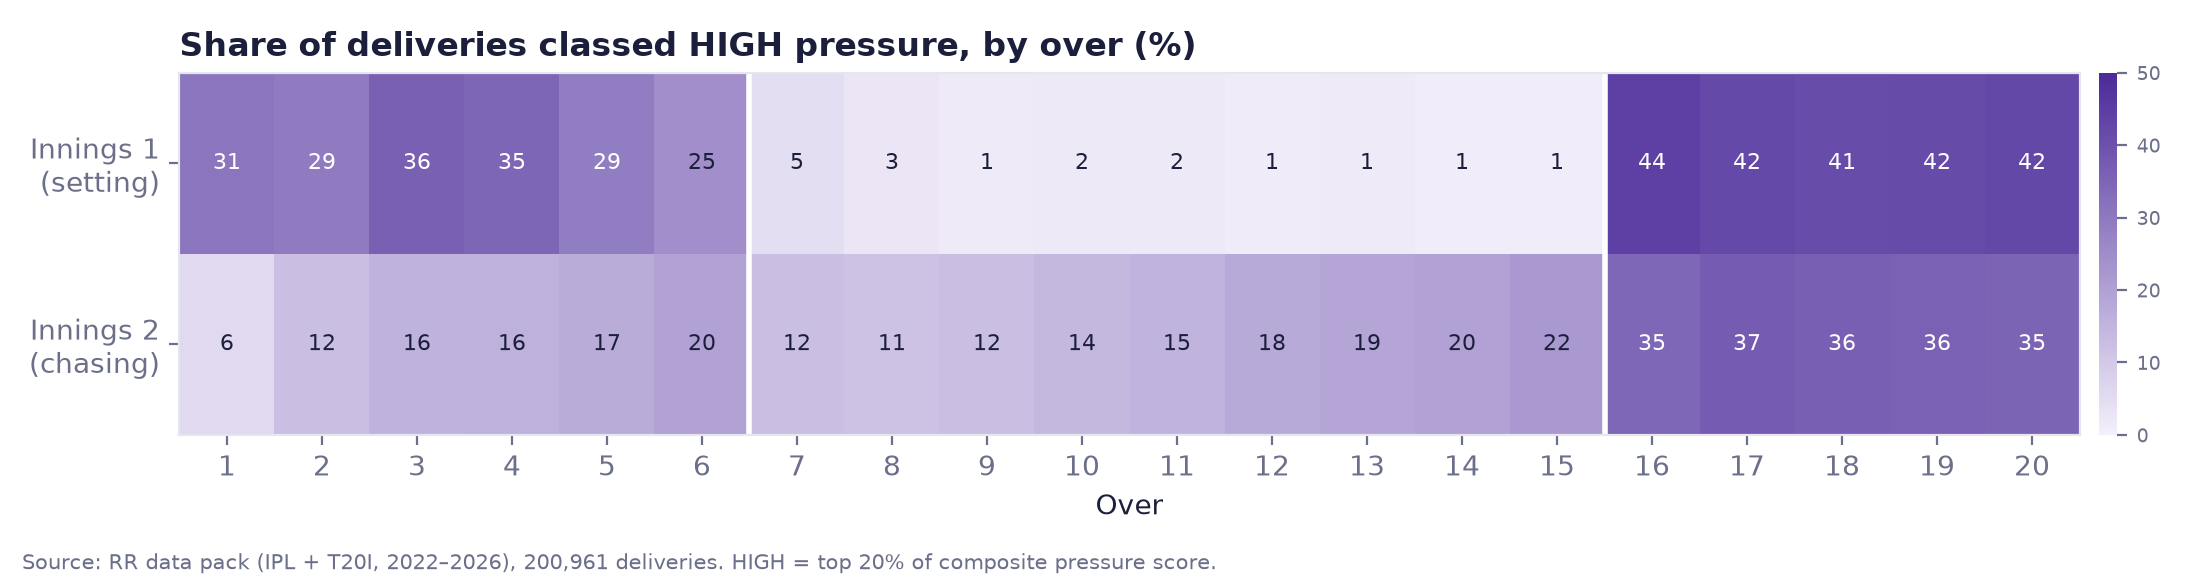 Share of deliveries classed HIGH pressure, by over (%)
Innings 1
(setting)
31 29 36 35 29 25 5 3 1 2 2 1 1 1 1 44 42 41 42 42
Innings 2
(chasing)
6 12 16 16 17 20 12 11 12 14 15 18 19 20 22 35 37 36 36 35
1 2 3 4 5 6 7 8 9 10 11 12 13 14 15 16 17 18 19 20
Over
50
40
30
20
10
0
Source: RR data pack (IPL + T20I, 2022–2026), 200,961 deliveries. HIGH = top 20% of composite pressure score.